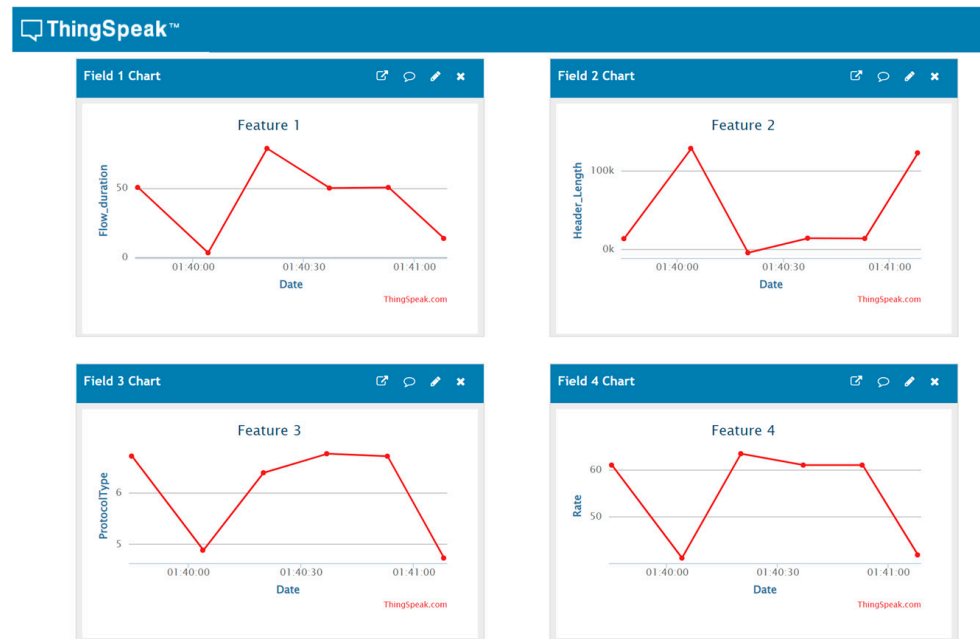 ThingSpeak™
Field 1 Chart
Feature 1
Flow_duration
50
0
01:40:00 01:40:30 01:41:00
Date
ThingSpeak.com
Field 2 Chart
Feature 2
Header_Length
100k
0k
01:40:00 01:40:30 01:41:00
Date
ThingSpeak.com
Field 3 Chart
Feature 3
ProtocolType
6
5
01:40:00 01:40:30 01:41:00
Date
ThingSpeak.com
Field 4 Chart
Feature 4
Rate
60
50
01:40:00 01:40:30 01:41:00
Date
ThingSpeak.com